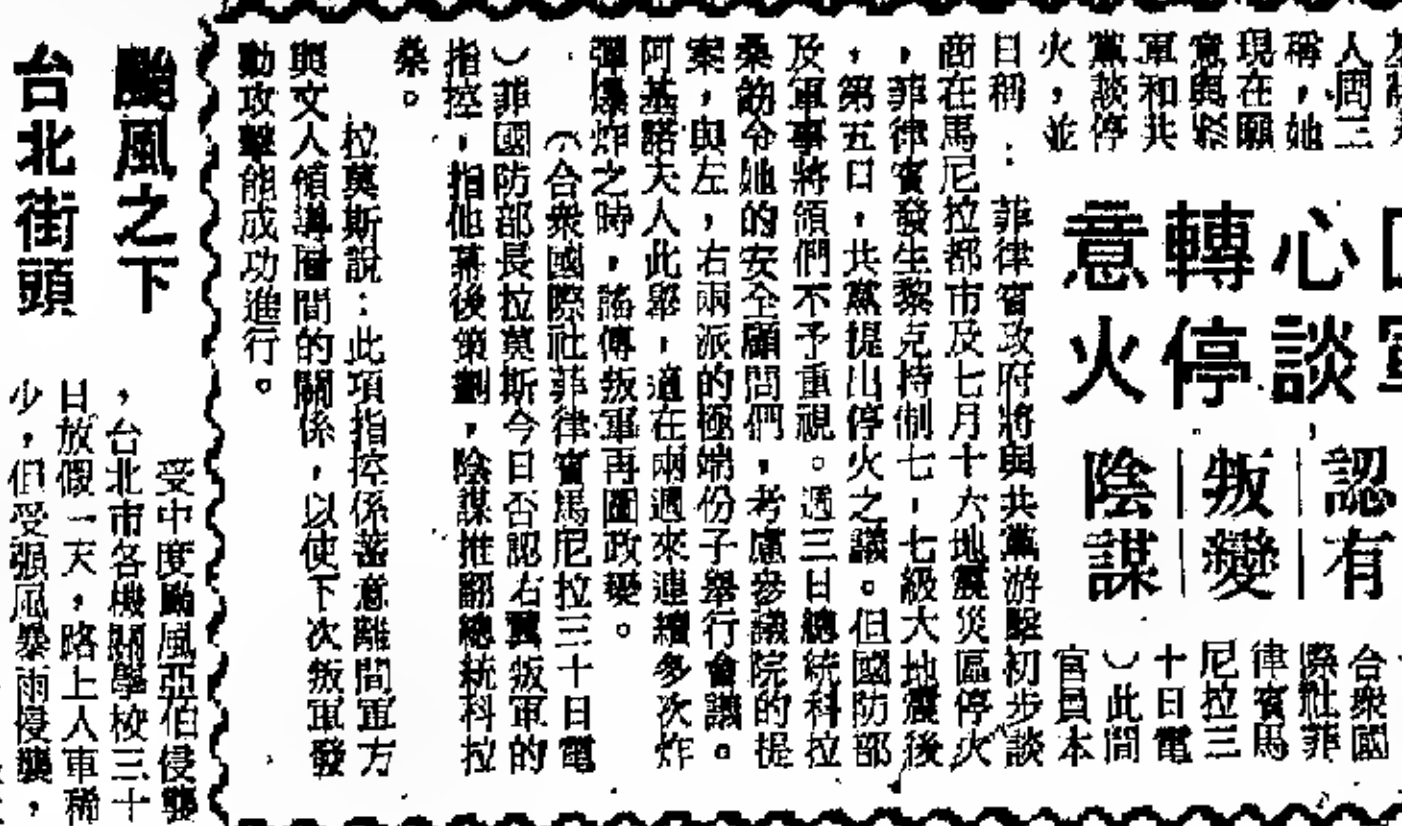 人問三
稱,她
現在願
意與叛
軍和共
黨談停
火,並
心轉意
談停火
認有
叛變
陰謀
合衆國
際社菲
律賓馬
尼拉三
十日電
)此間
官員本
日稱:菲律賓政府將與共黨游擊初步談
商在馬尼拉都市及七月十六地震災區停火
,菲律賓發生黎克持制七,七級大地震後
,第五日,共黨提出停火之議。但國防部
及軍事將領們不予重視。週三日總統科拉
桑飭令她的安全顧問們,考慮參議院的提
案,與左,右兩派的極端份子舉行會議。
阿基諾夫人此舉,適在兩週來連續多次炸
彈爆炸之時,謠傳叛軍再圖政變。
(合衆國際社菲律賓馬尼拉三十日電
)菲國防部長拉莫斯今日否認右翼叛軍的
指控,指他幕後策劃,陰謀推翻總統科拉
桑。
拉莫斯說:此項指控係蓄意離間軍方
與文人領導層間的關係,以使下次叛軍發
動攻擊能成功進行。
颱風之下
台北街頭
受中度颱風亞伯侵襲
,台北市各機關學校三十
日放假一天,路上人車稀
少,但受强風暴雨侵襲,